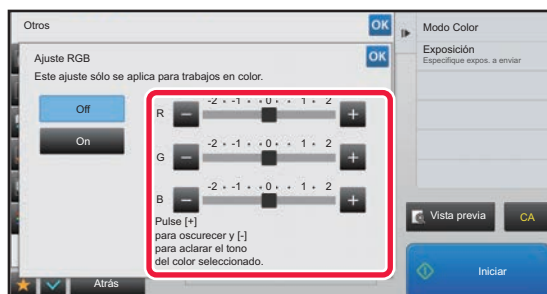 Otros
OK
Ajuste RGB
OK
Este ajuste sólo se aplica para trabajos en color.
Off
On
-2 • -1 • • 0 • • 1 • 2
R
-2 • -1 • • 0 • • 1 • 2
G
-2 • -1 • • 0 • • 1 • 2
B
Pulse [+]
para oscurecer y [-]
para aclarar el tono
del color seleccionado.
Atrás
Modo Color
Exposición
Especifique expos. a enviar
Vista previa
CA
Iniciar